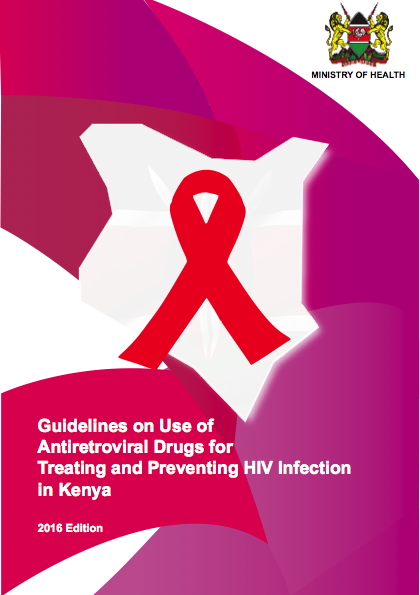 MINISTRY OF HEALTH
Guidelines on Use of
Antiretroviral Drugs for
Treating and Preventing HIV Infection
in Kenya
2016 Edition